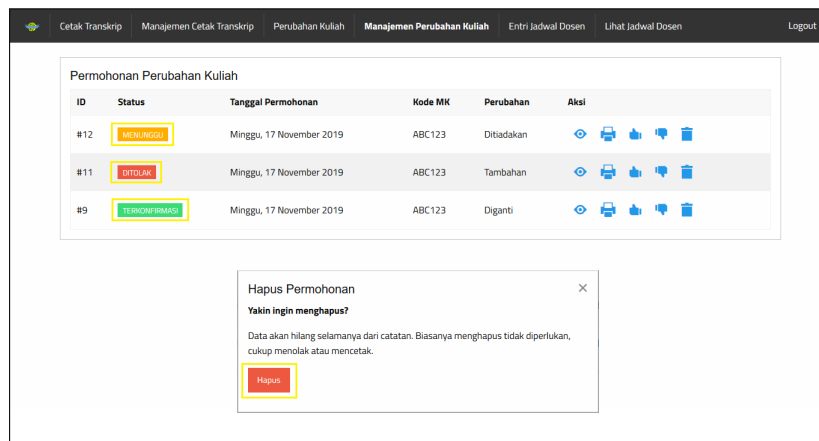 Cetak Transkrip Manajemen Cetak Transkrip Perubahan Kuliah Manajemen Perubahan Kuliah Entri Jadwal Dosen Lihat Jadwal Dosen Logout
Permohonan Perubahan Kuliah
ID Status Tanggal Permohonan Kode MK Perubahan Aksi
#12 MENUNGGU Minggu, 17 November 2019 ABC123 Ditiadakan
#11 DITOLAK Minggu, 17 November 2019 ABC123 Tambahan
#9 TERKONFIRMASI Minggu, 17 November 2019 ABC123 Diganti
Hapus Permohonan ×
Yakin ingin menghapus?
Data akan hilang selamanya dari catatan. Biasanya menghapus tidak diperlukan,
cukup menolak atau mencetak.
Hapus